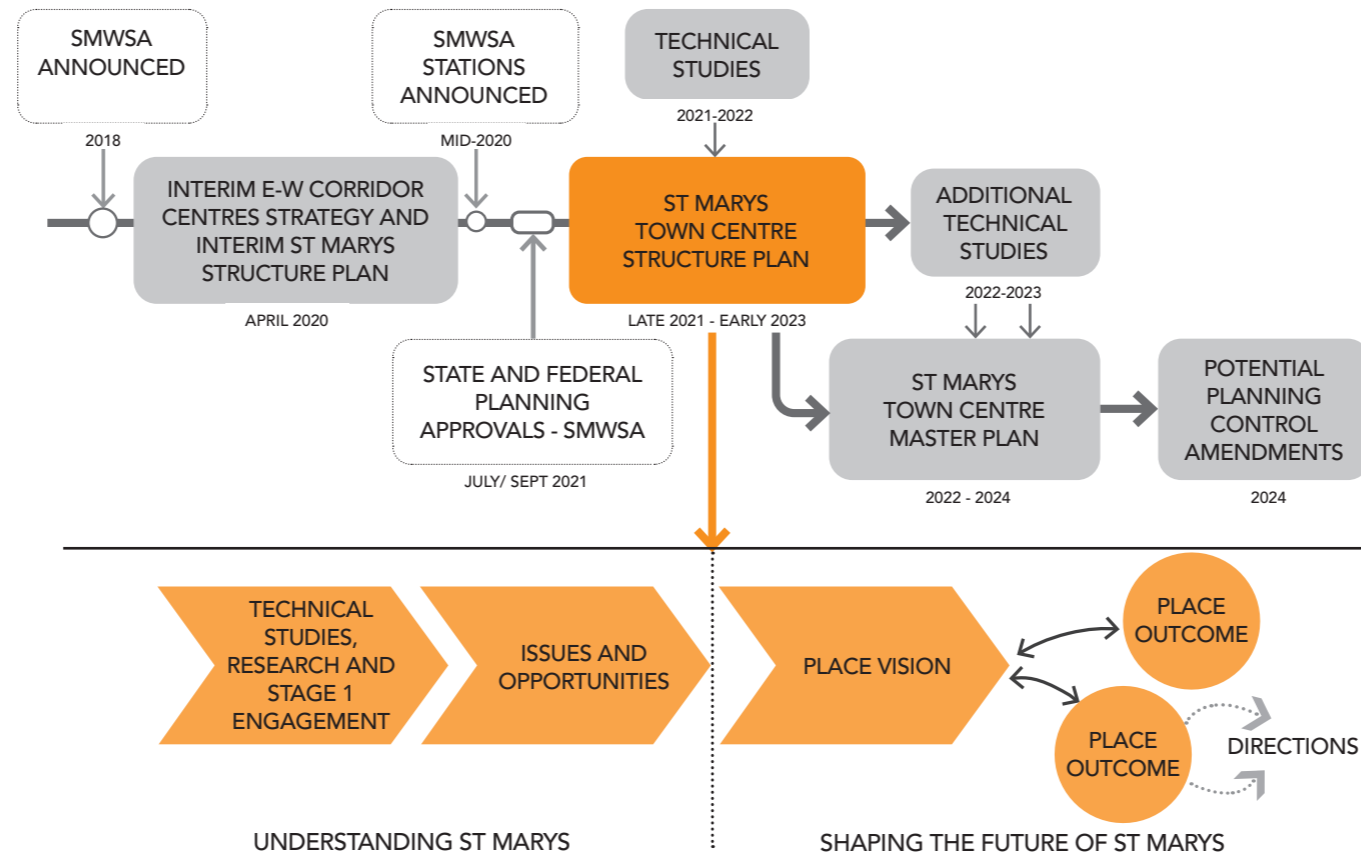 SMWSA
ANNOUNCED
2018
INTERIM E-W CORRIDOR
CENTRES STRATEGY AND
INTERIM ST MARYS
STRUCTURE PLAN
APRIL 2020
SMWSA
STATIONS
ANNOUNCED
MID-2020
STATE AND FEDERAL
PLANNING
APPROVALS - SMWSA
JULY/ SEPT 2021
TECHNICAL
STUDIES
2021-2022
ST MARYS
TOWN CENTRE
STRUCTURE PLAN
LATE 2021 - EARLY 2023
ADDITIONAL
TECHNICAL
STUDIES
2022-2023
ST MARYS
TOWN CENTRE
MASTER PLAN
2022 - 2024
POTENTIAL
PLANNING
CONTROL
AMENDMENTS
2024
TECHNICAL
STUDIES,
RESEARCH AND
STAGE 1
ENGAGEMENT
ISSUES AND
OPPORTUNITIES
PLACE VISION
PLACE
OUTCOME
PLACE
OUTCOME
DIRECTIONS
UNDERSTANDING ST MARYS
SHAPING THE FUTURE OF ST MARYS